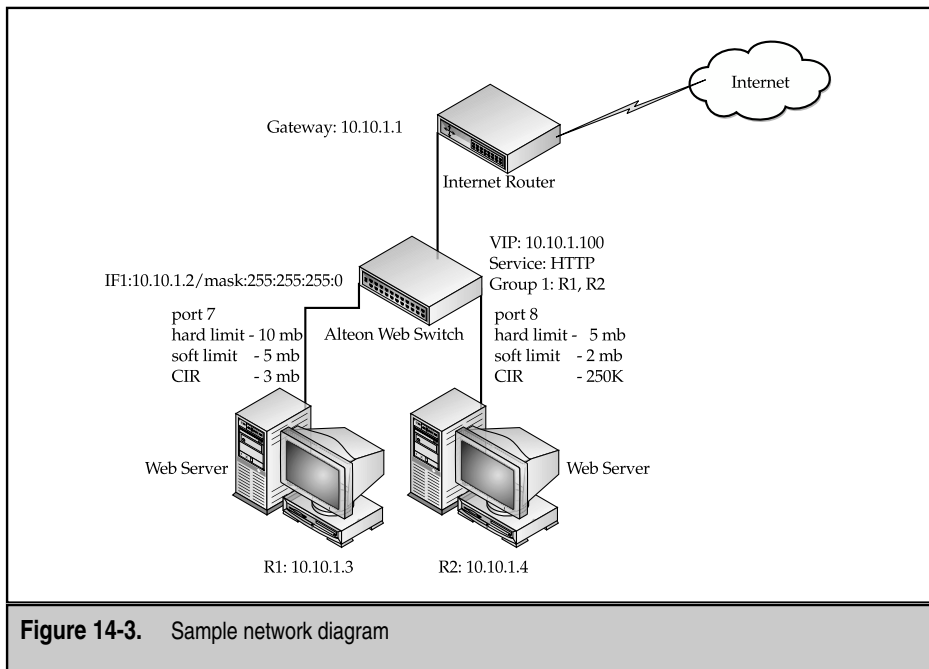 Internet
Gateway: 10.10.1.1
Internet Router
VIP: 10.10.1.100
Service: HTTP
Group 1: R1, R2
IF1:10.10.1.2/mask:255:255:255:0
Alteon Web Switch
port 7
hard limit - 10 mb
soft limit - 5 mb
CIR - 3 mb
port 8
hard limit - 5 mb
soft limit - 2 mb
CIR - 250K
Web Server
Web Server
R1: 10.10.1.3
R2: 10.10.1.4
Figure 14-3. Sample network diagram